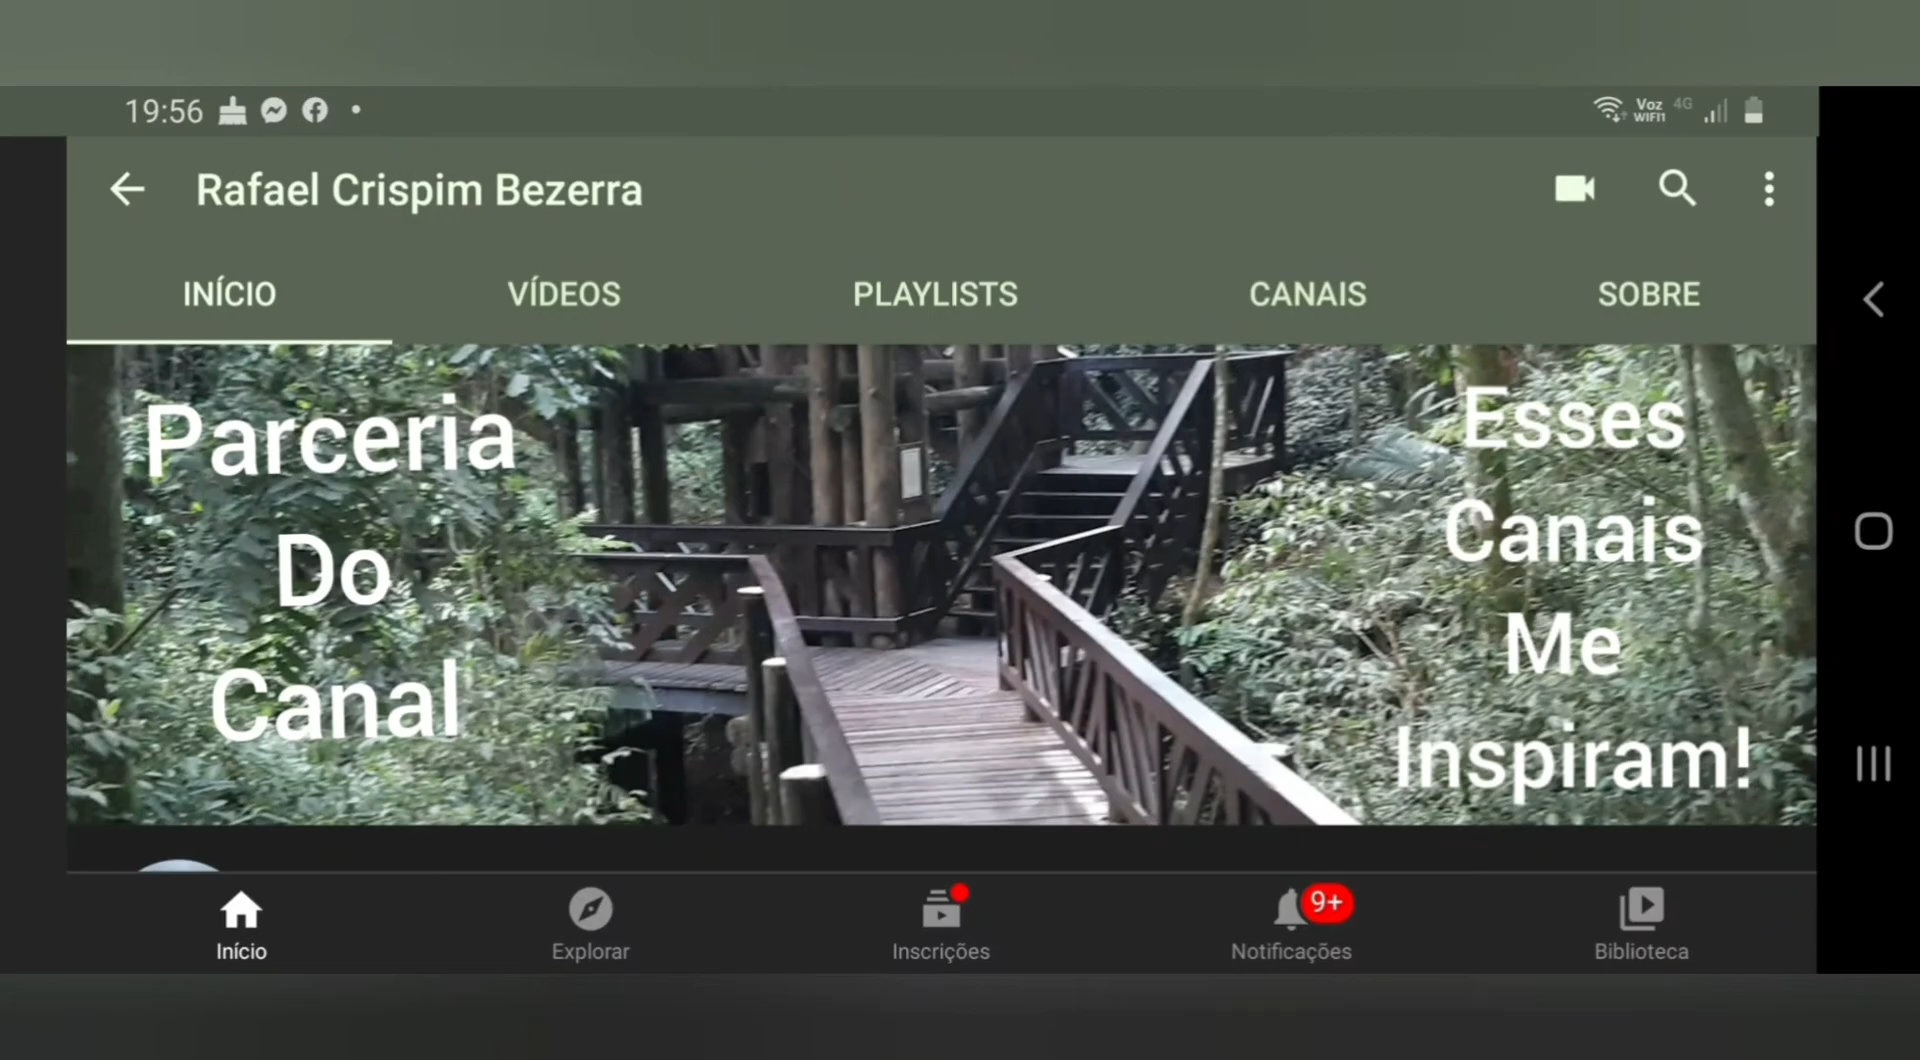 19:56
Voz
WIFI1
4G
Rafael Crispim Bezerra
INÍCIO VÍDEOS PLAYLISTS CANAIS SOBRE
Parceria
Do
Canal
Esses
Canais
Me
Inspiram!
9+
Início Explorar Inscrições Notificações Biblioteca